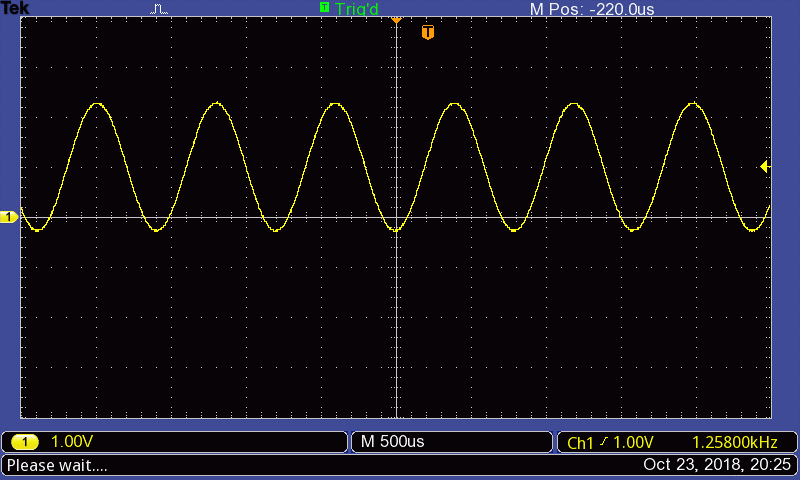 Tek T Trig'd M Pos: -220.0us
T
1
1 1.00V M 500us Ch1 1.00V 1.25800kHz
Please wait.... Oct 23, 2018, 20:25